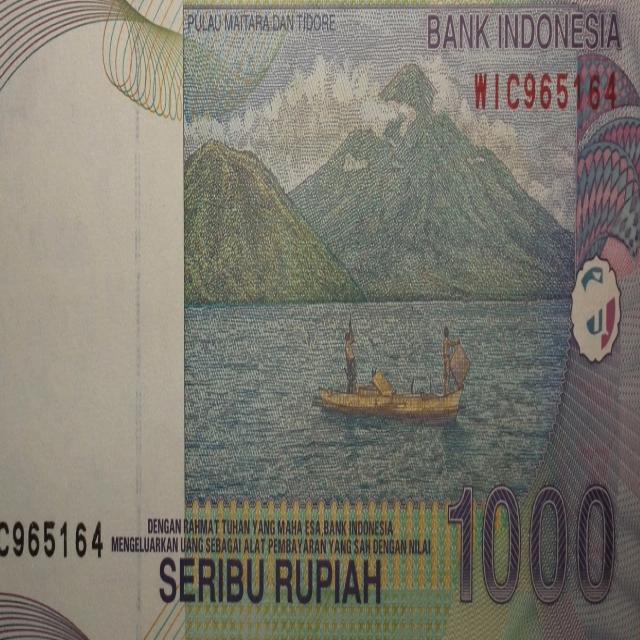 PULAU MAITARA DAN TIDORE
BANK INDONESIA
WIC965164
C965164
DENGAN RAHMAT TUHAN YANG MAHA ESA, BANK INDONESIA
MENGELUARKAN UANG SEBAGAI ALAT PEMBAYARAN YANG SAH DENGAN NILAI
SERIBU RUPIAH
1000